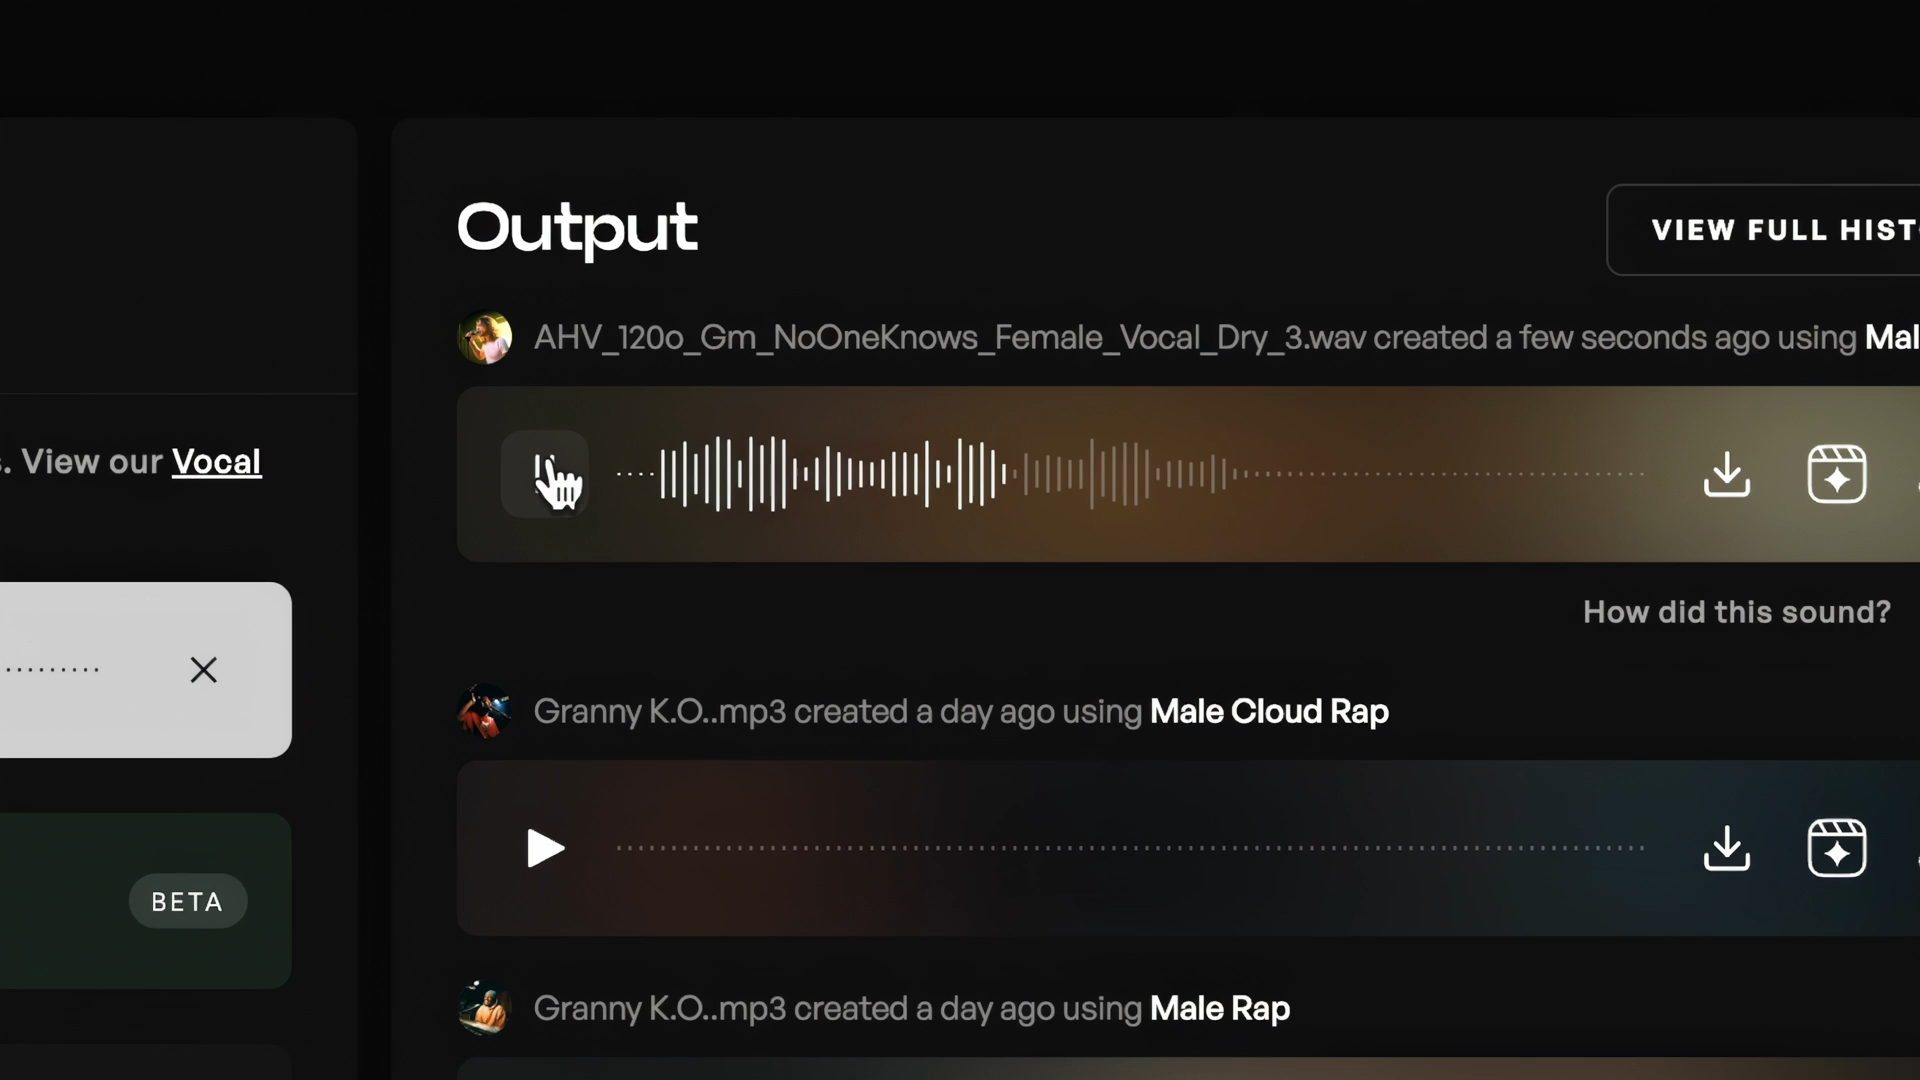 Output
VIEW FULL HIST
AHV_120o_Gm_NoOneKnows_Female_Vocal_Dry_3.wav created a few seconds ago using Mal
. View our Vocal
How did this sound?
Granny K.O..mp3 created a day ago using Male Cloud Rap
BETA
Granny K.O..mp3 created a day ago using Male Rap